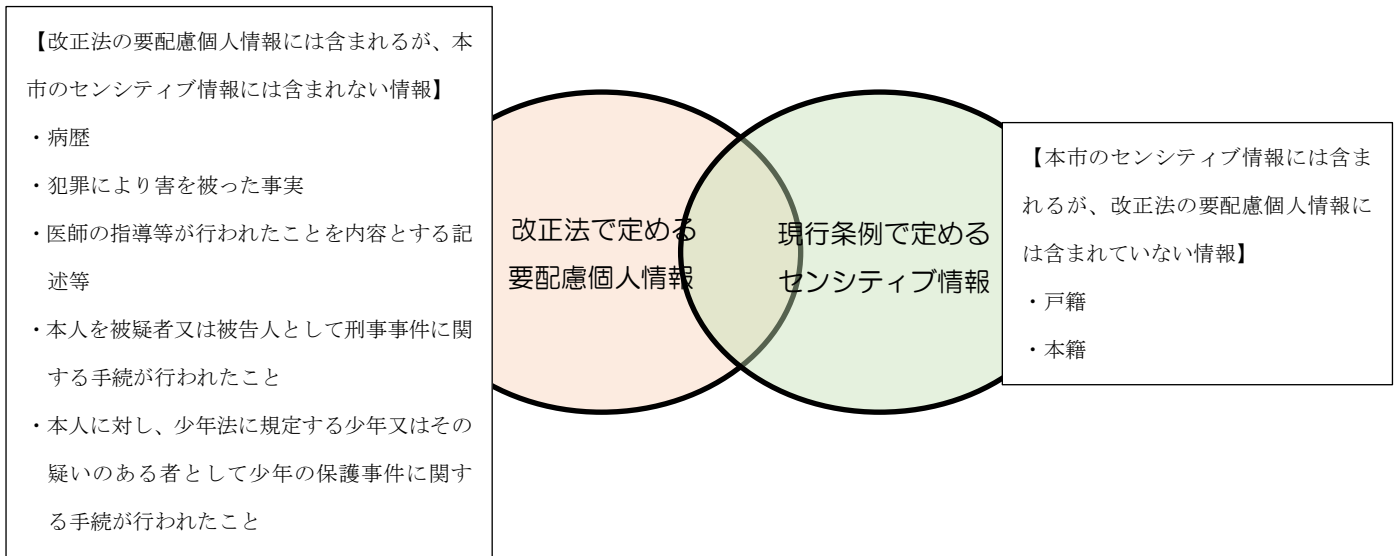 【改正法の要配慮個人情報には含まれるが、本
市のセンシティブ情報には含まれない情報】
・病歴
・犯罪により害を被った事実
・医師の指導等が行われたことを内容とする記
述等
・本人を被疑者又は被告人として刑事事件に関
する手続が行われたこと
・本人に対し、少年法に規定する少年又はその
疑いのある者として少年の保護事件に関す
る手続が行われたこと
改正法で定める
要配慮個人情報
現行条例で定める
センシティブ情報
【本市のセンシティブ情報には含ま
れるが、改正法の要配慮個人情報に
は含まれていない情報】
・戸籍
・本籍